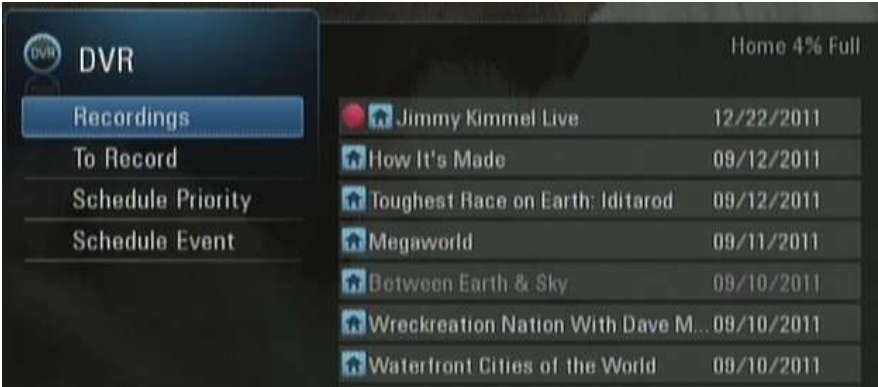 DVR
DVR
Home 4% Full
Recordings
To Record
Schedule Priority
Schedule Event
Jimmy Kimmel Live 12/22/2011
How It's Made 09/12/2011
Toughest Race on Earth: Iditarod 09/12/2011
Megaworld 09/11/2011
Between Earth & Sky 09/10/2011
Wreckreation Nation With Dave M... 09/10/2011
Waterfront Cities of the World 09/10/2011